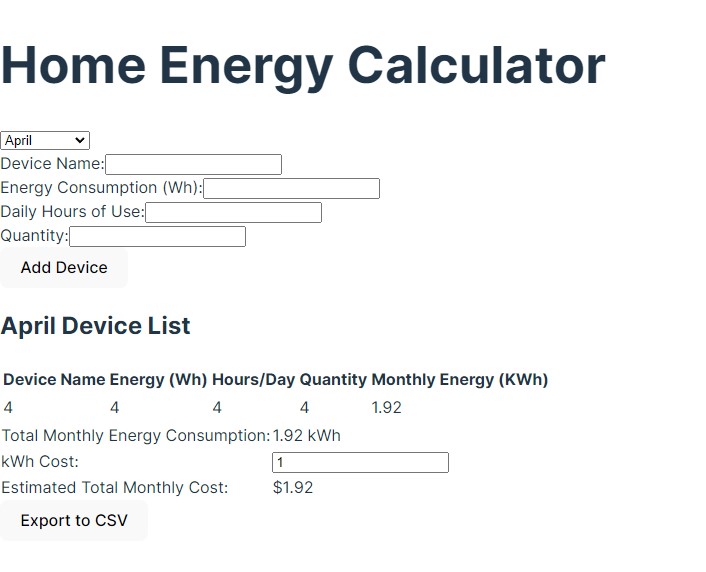 Home Energy Calculator
April
Device Name:
Energy Consumption (Wh):
Daily Hours of Use:
Quantity:
Add Device
April Device List
Device Name Energy (Wh) Hours/Day Quantity Monthly Energy (KWh)
4 4 4 4 1.92
Total Monthly Energy Consumption: 1.92 kWh
kWh Cost: 1
Estimated Total Monthly Cost: $1.92
Export to CSV